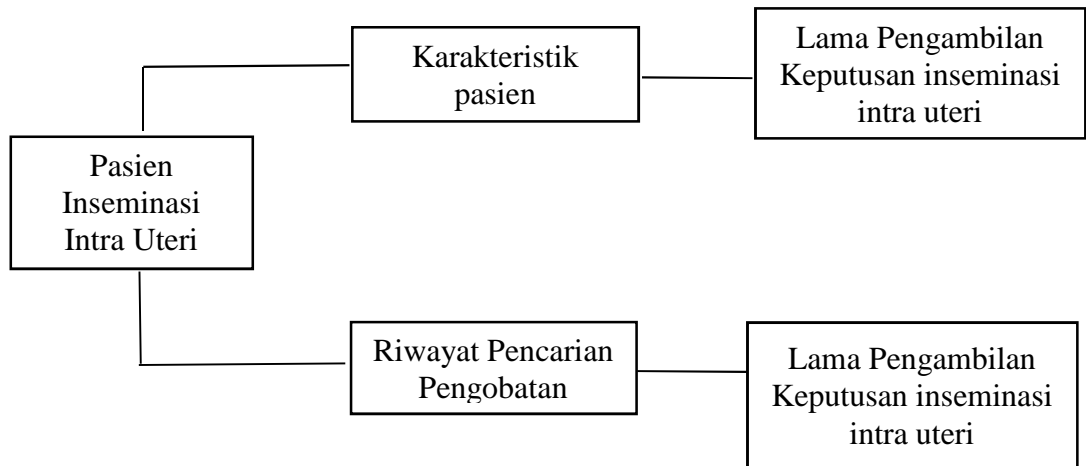 Karakteristik
pasien
Lama Pengambilan
Keputusan inseminasi
intra uteri
Pasien
Inseminasi
Intra Uteri
Riwayat Pencarian
Pengobatan
Lama Pengambilan
Keputusan inseminasi
intra uteri